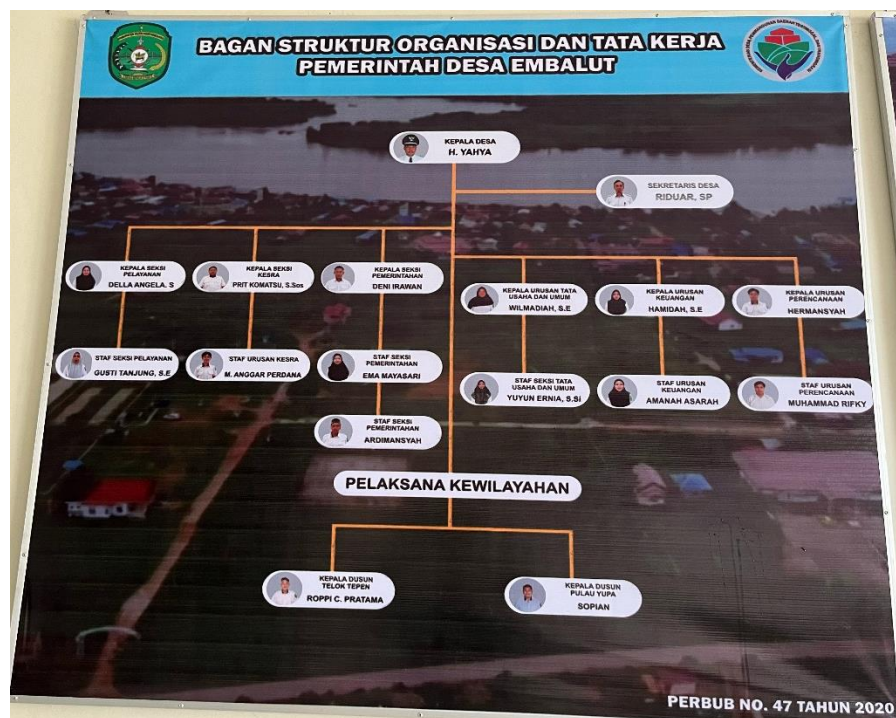 BAGAN STRUKTUR ORGANISASI DAN TATA KERJA
PEMERINTAH DESA EMBALUT
KEPALA DESA
H. YAHYA
SEKRETARIS DESA
RIDUAR, SP
KEPALA SEKSI
PELAYANAN
DELLA ANGELA, S
KEPALA SEKSI
KESRA
PRIT KOMATSU, S.Sos
KEPALA SEKSI
PEMERINTAHAN
DENI IRAWAN
KEPALA URUSAN TATA
USAHA DAN UMUM
WILMADIAH, S.E
KEPALA URUSAN
KEUANGAN
HAMIDAH, S.E
KEPALA URUSAN
PERENCANAAN
HERMANSYAH
STAF SEKSI PELAYANAN
GUSTI TANJUNG, S.E
STAF URUSAN KESRA
M. ANGGAR PERDANA
STAF SEKSI
PEMERINTAHAN
EMA MAYASARI
STAF SEKSI TATA
USAHA DAN UMUM
YUYUN ERNIA, S.Si
STAF URUSAN
KEUANGAN
AMANAH ASARAH
STAF URUSAN
PERENCANAAN
MUHAMMAD RIFKY
STAF SEKSI
PEMERINTAHAN
ARDIMANSYAH
PELAKSANA KEWILAYAHAN
KEPALA DUSUN
TELOK TEPEN
ROPPI C. PRATAMA
KEPALA DUSUN
PULAU YUPA
SOPIAN
PERBUB NO. 47 TAHUN 2020